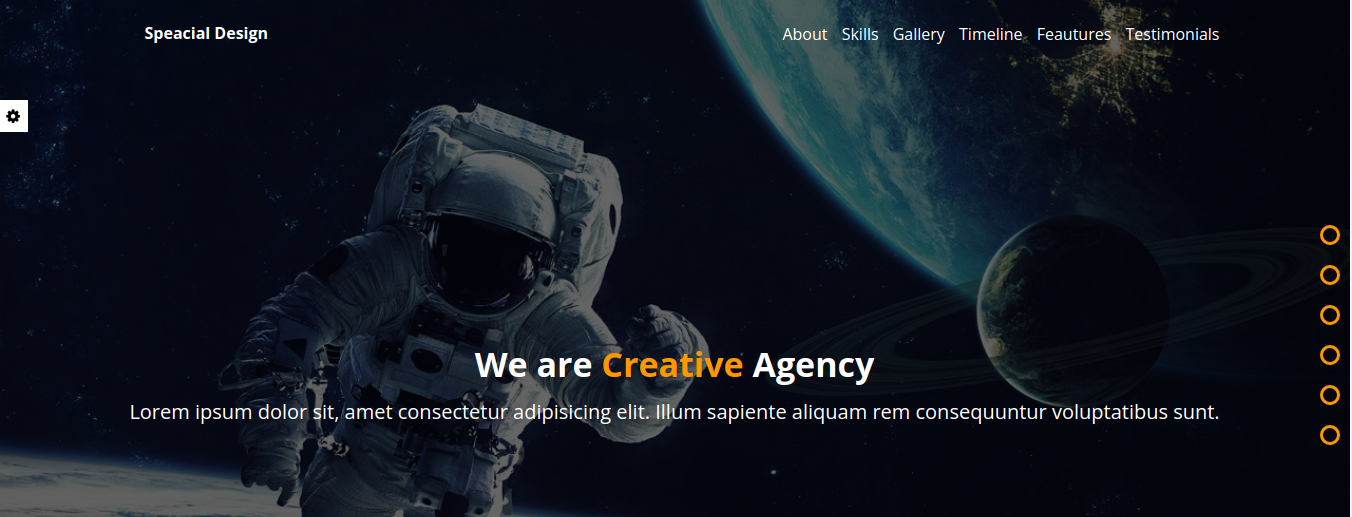 Speacial Design
About Skills Gallery Timeline Feautures Testimonials
We are Creative Agency
Lorem ipsum dolor sit, amet consectetur adipisicing elit. Illum sapiente aliquam rem consequuntur voluptatibus sunt.